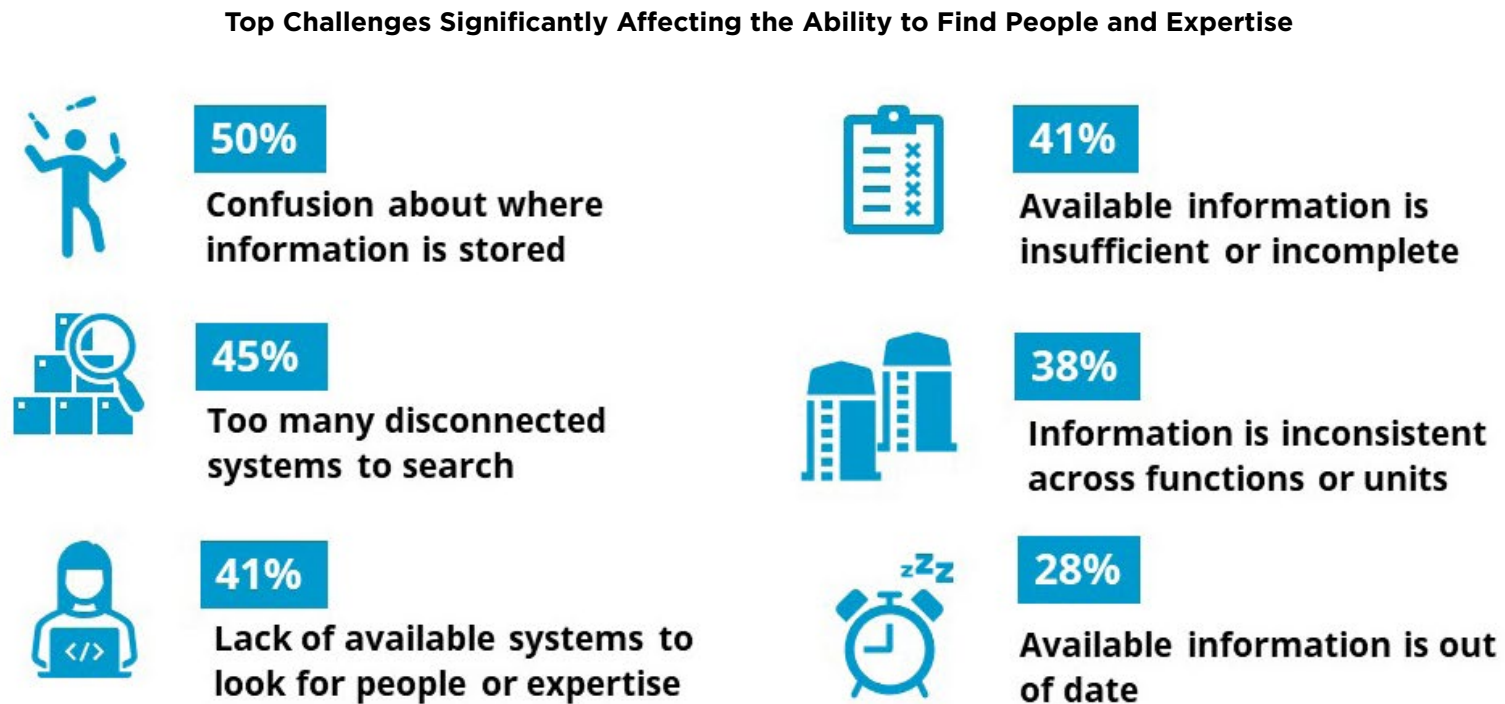 Top Challenges Significantly Affecting the Ability to Find People and Expertise
50%
Confusion about where
information is stored
45%
Too many disconnected
systems to search
41%
Lack of available systems to
look for people or expertise
</>
41%
Available information is
insufficient or incomplete
38%
Information is inconsistent
across functions or units
zZZ
28%
Available information is out
of date